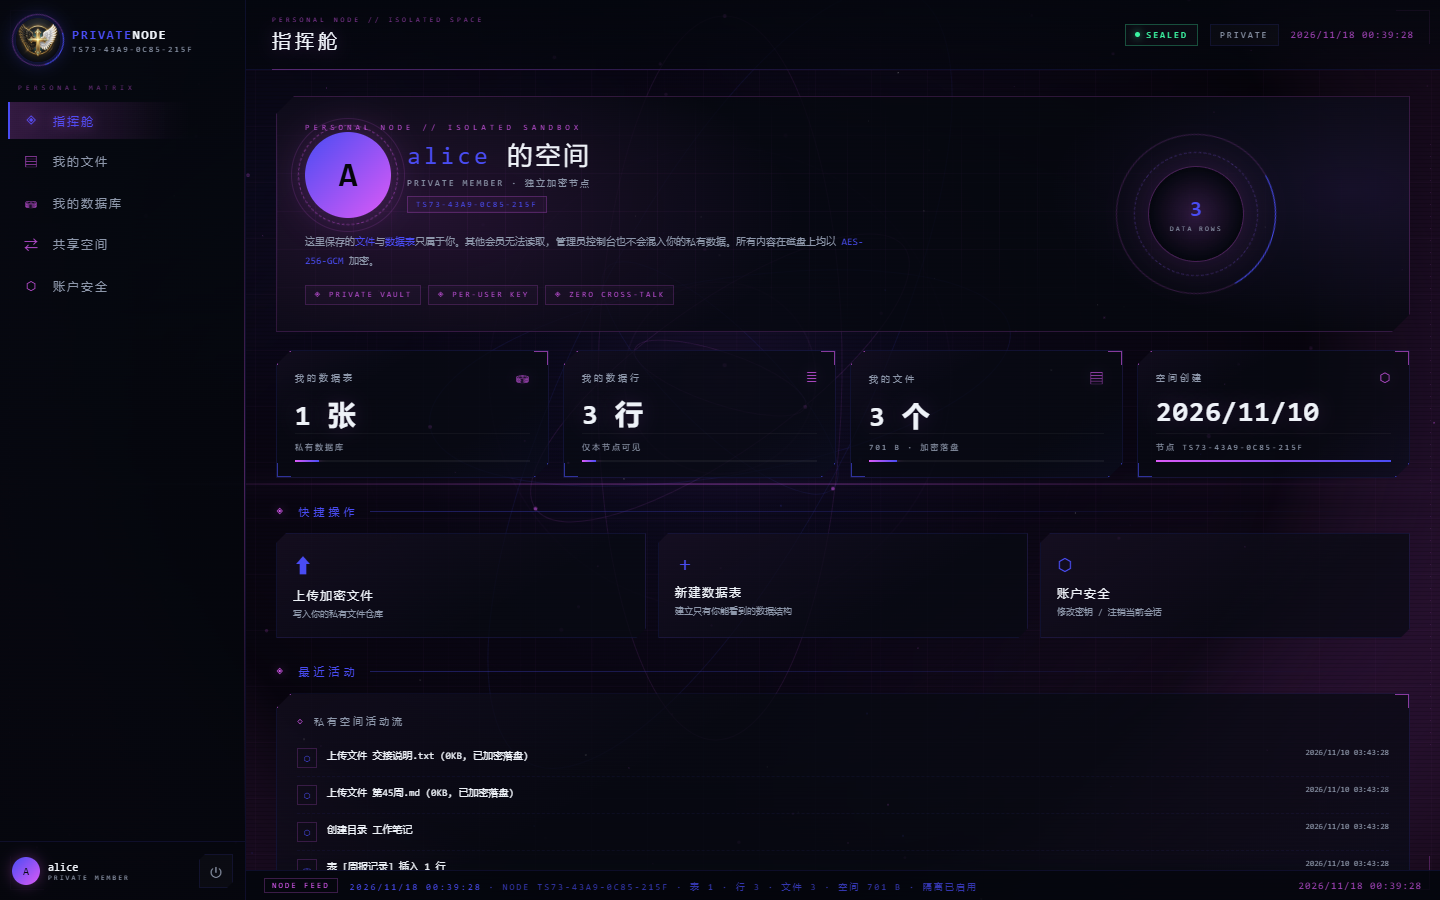 PRIVATENODE
TS73-43A9-0C85-215F
PERSONAL MATRIX
指挥舱
我的文件
我的数据库
共享空间
账户安全
A
alice
PRIVATE MEMBER
PERSONAL NODE // ISOLATED SPACE
指挥舱
SEALED
PRIVATE
2026/11/18 00:39:28
PERSONAL NODE // ISOLATED SANDBOX
A
alice 的空间
PRIVATE MEMBER · 独立加密节点
TS73-43A9-0C85-215F
这里保存的文件与数据表只属于你。其他会员无法读取，管理员控制台也不会混入你的私有数据。所有内容在磁盘上均以 AES-
256-GCM 加密。
PRIVATE VAULT
PER-USER KEY
ZERO CROSS-TALK
3
DATA ROWS
我的数据表
1 张
私有数据库
我的数据行
3 行
仅本节点可见
我的文件
3 个
701 B · 加密落盘
空间创建
2026/11/10
节点 TS73-43A9-0C85-215F
快捷操作
上传加密文件
写入你的私有文件仓库
新建数据表
建立只有你能看到的数据结构
账户安全
修改密钥 / 注销当前会话
最近活动
私有空间活动流
上传文件 交接说明.txt (0KB, 已加密落盘)
2026/11/10 03:43:28
上传文件 第45周.md (0KB, 已加密落盘)
2026/11/10 03:43:28
创建目录 工作笔记
2026/11/10 03:43:28
表 [周报记录] 插入 1 行
2026/11/10 03:43:28
NODE FEED
2026/11/18 00:39:28 · NODE TS73-43A9-0C85-215F · 表 1 · 行 3 · 文件 3 · 空间 701 B · 隔离已启用
2026/11/18 00:39:28